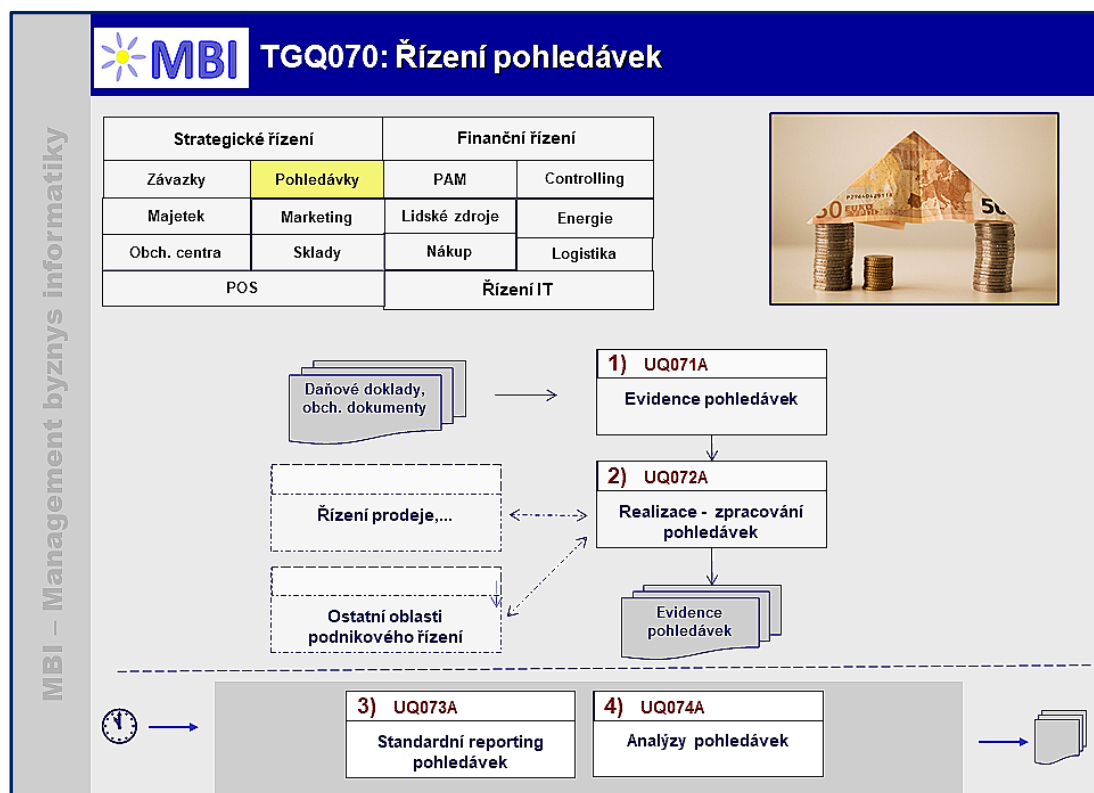 MBI
TGQ070: Řízení pohledávek
MBI – Management byznys informatiky
Strategické řízení
Finanční řízení
Závazky
Pohledávky
PAM
Controlling
Majetek
Marketing
Lidské zdroje
Energie
Obch. centra
Sklady
Nákup
Logistika
POS
Řízení IT
Daňové doklady,
obch. dokumenty
1) UQ071A
Evidence pohledávek
2) UQ072A
Realizace - zpracování
pohledávek
Řízení prodeje,...
Ostatní oblasti
podnikového řízení
Evidence
pohledávek
3) UQ073A
Standardní reporting
pohledávek
4) UQ074A
Analýzy pohledávek